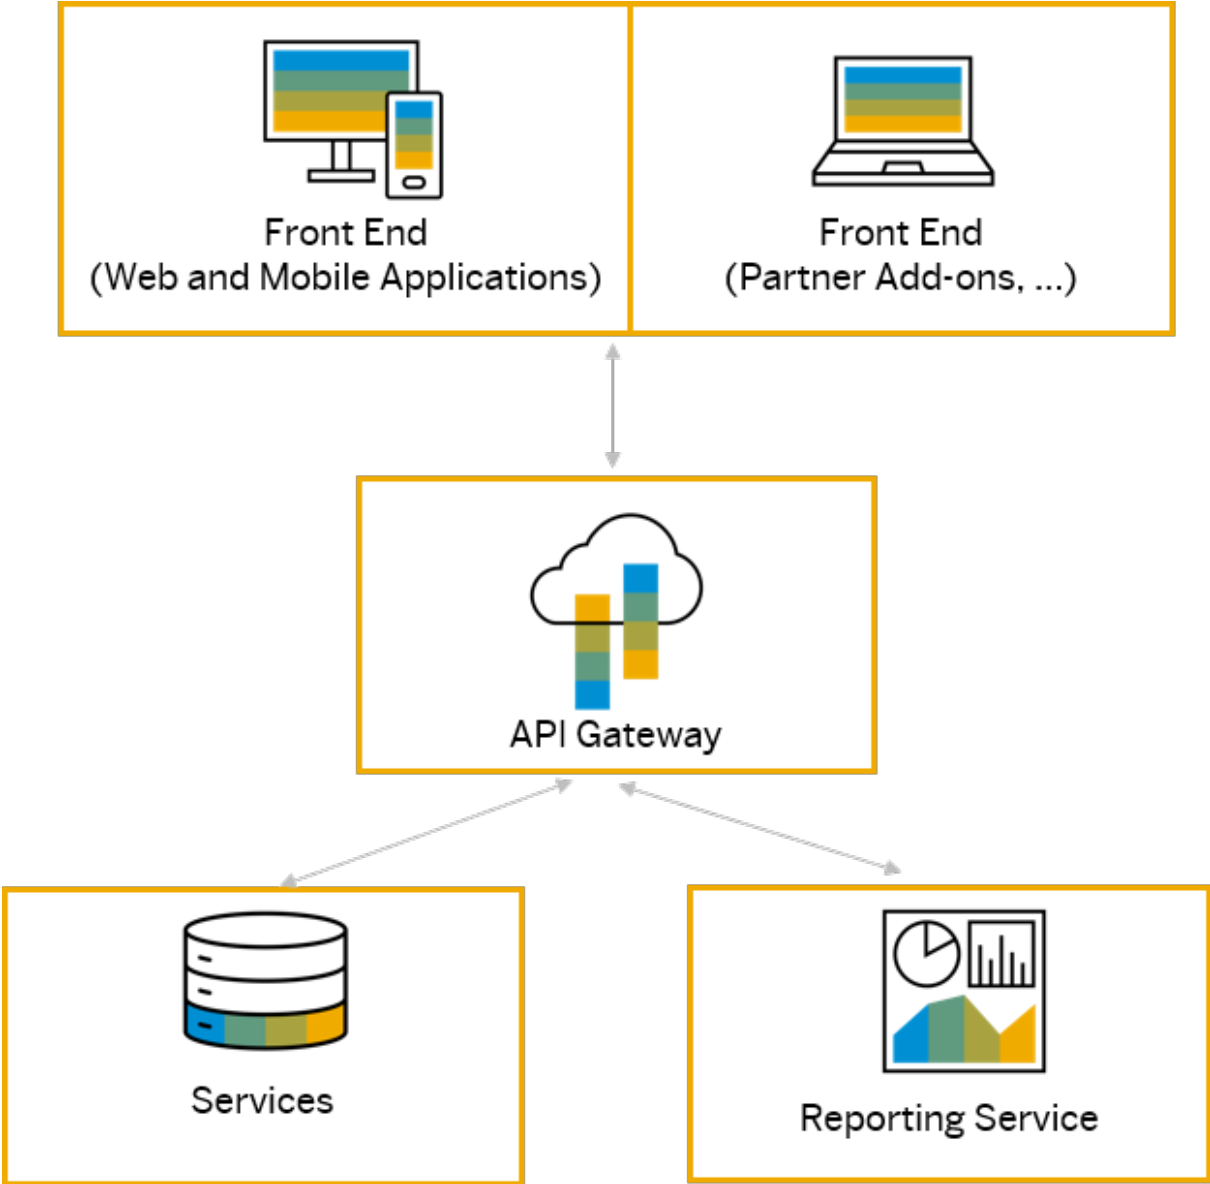 Front End
(Web and Mobile Applications)
Front End
(Partner Add-ons, ...)
API Gateway
Services
Reporting Service